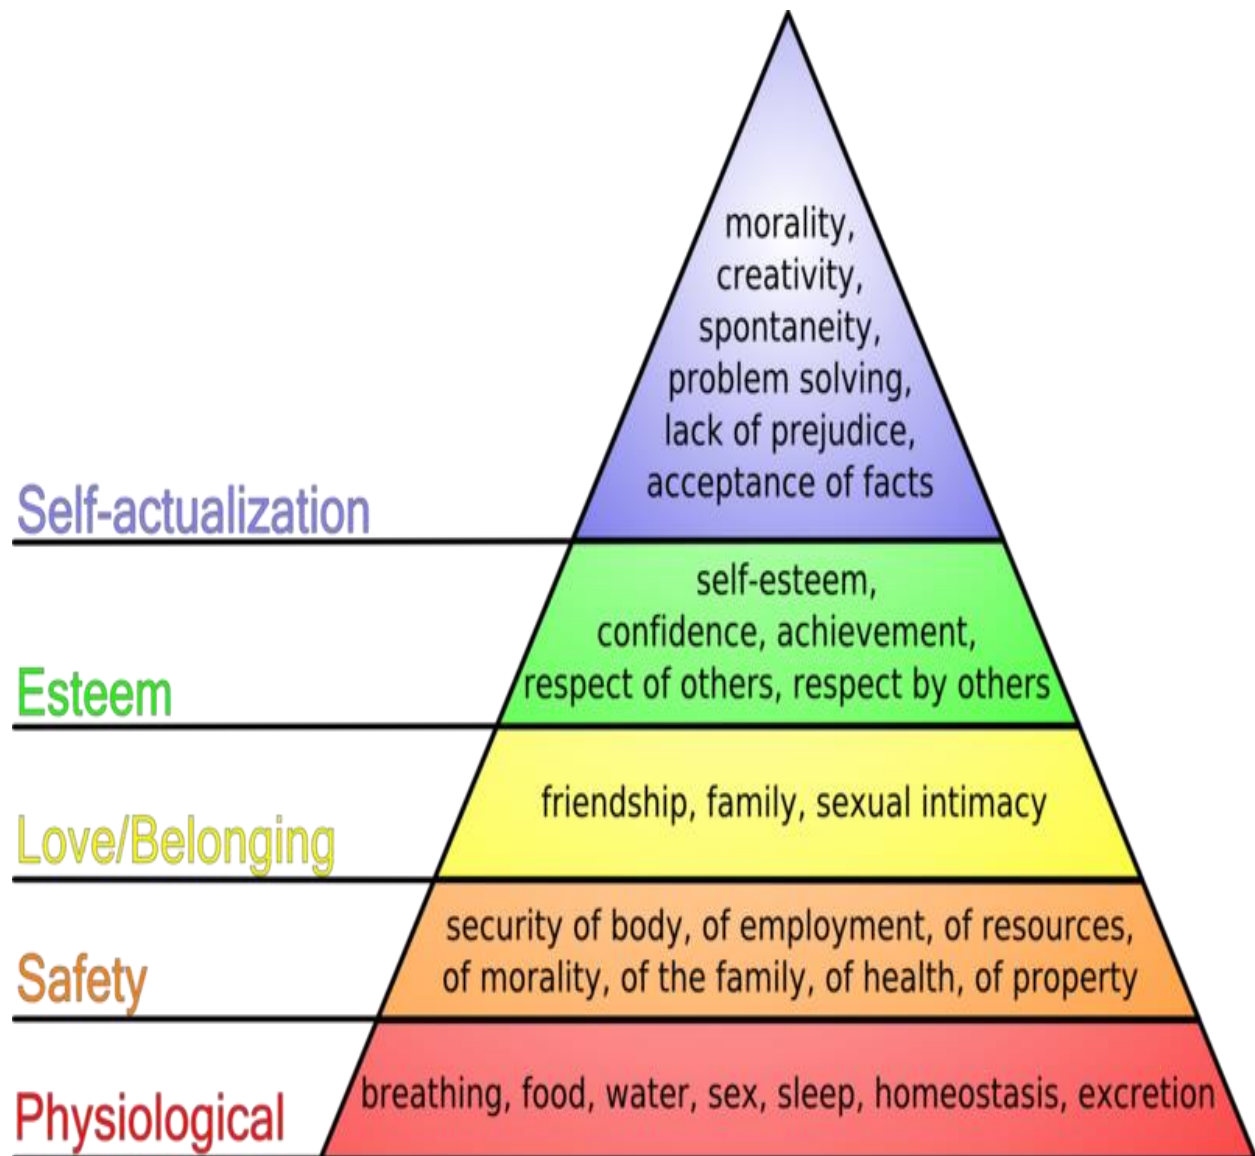 morality,
creativity,
spontaneity,
problem solving,
lack of prejudice,
acceptance of facts
Self-actualization
self-esteem,
confidence, achievement,
respect of others, respect by others
Esteem
friendship, family, sexual intimacy
Love/Belonging
security of body, of employment, of resources,
of morality, of the family, of health, of property
Safety
breathing, food, water, sex, sleep, homeostasis, excretion
Physiological